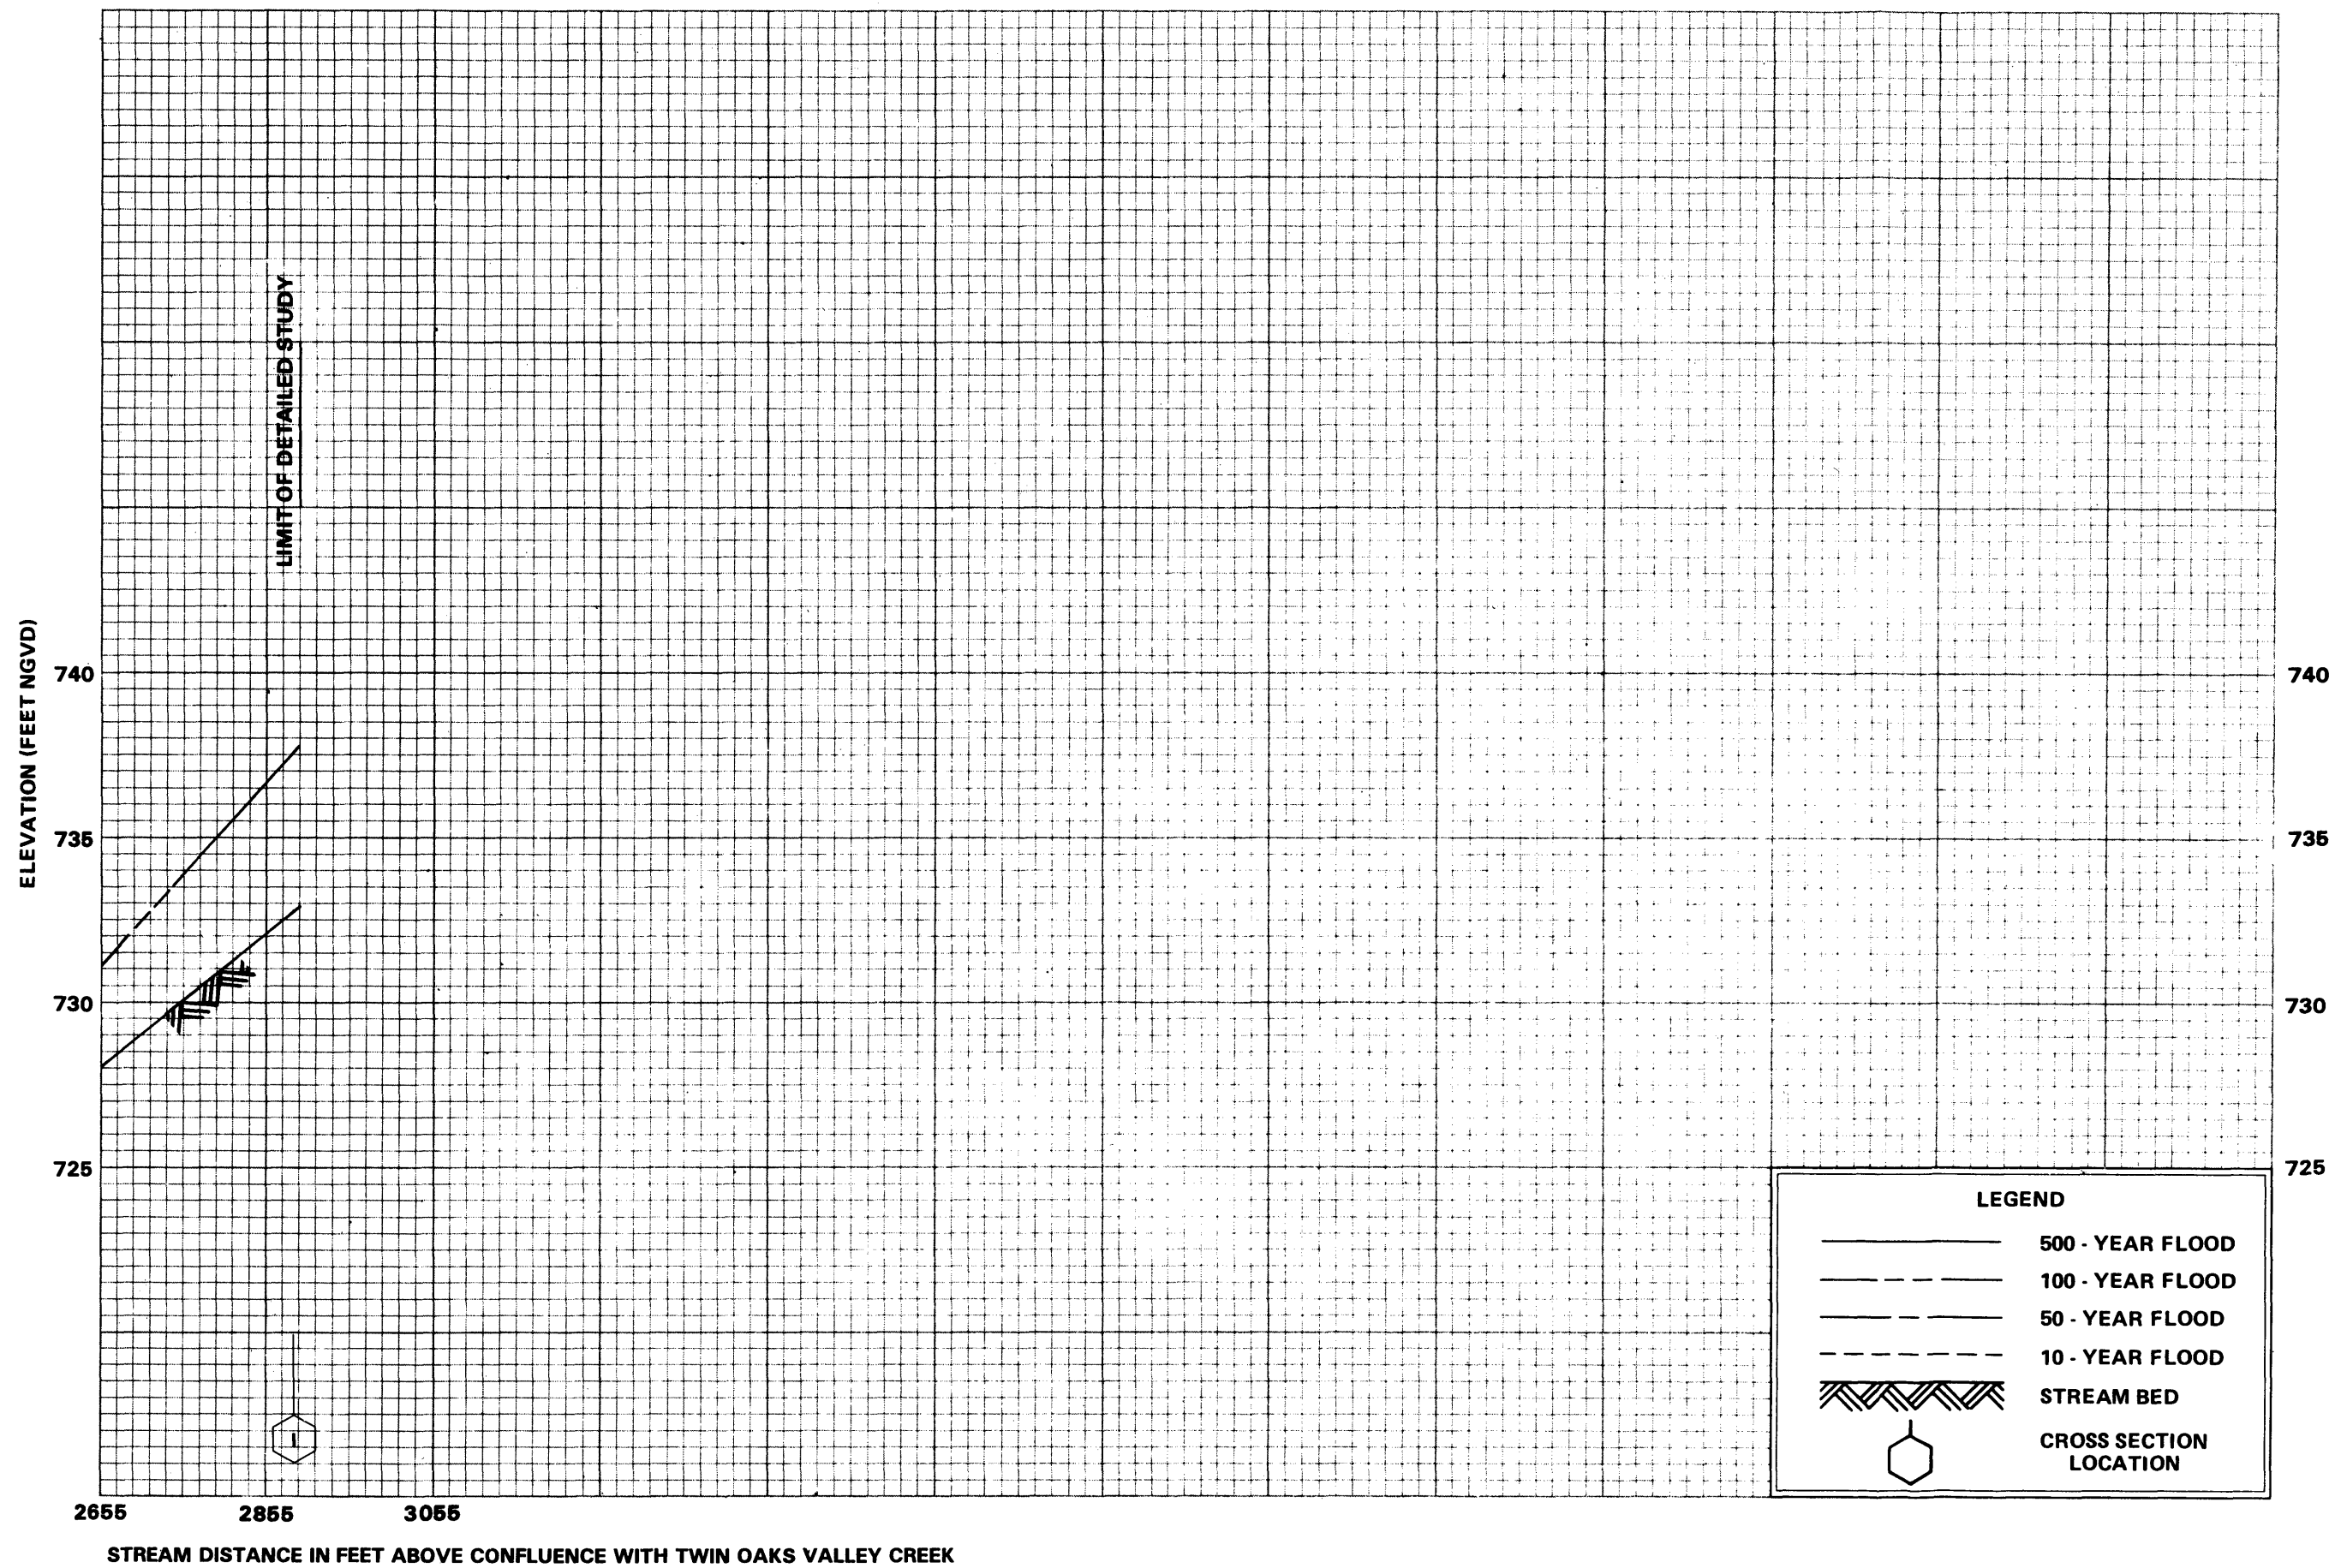 LIMIT OF DETAILED STUDY
ELEVATION (FEET NGVD)
740
740
735
735
730
730
725
725
LEGEND
500 - YEAR FLOOD
100 - YEAR FLOOD
50 - YEAR FLOOD
10 - YEAR FLOOD
STREAM BED
CROSS SECTION
LOCATION
I
2655
2855
3055
STREAM DISTANCE IN FEET ABOVE CONFLUENCE WITH TWIN OAKS VALLEY CREEK